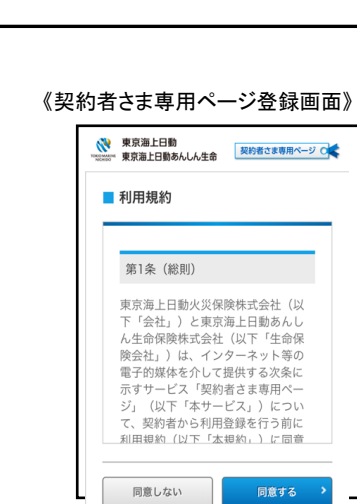 《契約者さま専用ページ登録画面》
東京海上日動
東京海上日動あんしん生命
契約者さま専用ページ
TOKIO MARINE
NICHIDO
利用規約
第1条（総則）
東京海上日動火災保険株式会社（以
下「会社」）と東京海上日動あんし
ん生命保険株式会社（以下「生命保
険会社」）は、インターネット等の
電子的媒体を介して提供する次条に
示すサービス「契約者さま専用ペー
ジ」（以下「本サービス」）につい
て、契約者から利用登録を行う前に
利用規約（以下「本規約」）に同意
同意しない
同意する